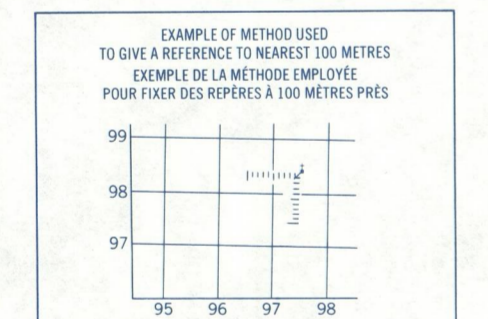 EXAMPLE OF METHOD USED
TO GIVE A REFERENCE TO NEAREST 100 METRES
EXEMPLE DE LA MÉTHODE EMPLOYÉE
POUR FIXER DES REPÈRES À 100 MÈTRES PRÈS
99
98
97
95 96 97 98